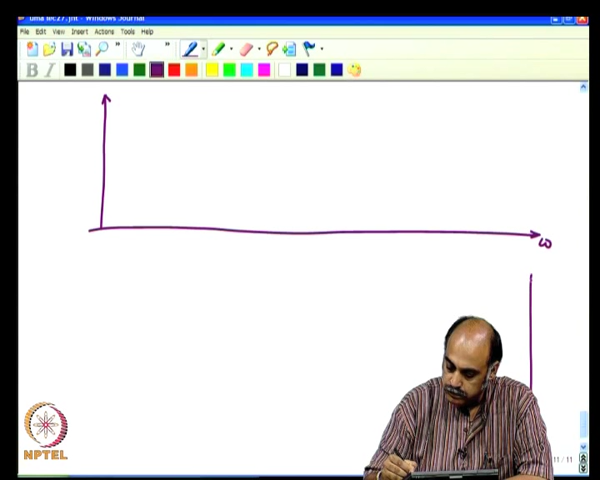 uma lec27.jnt - Windows Journal
File Edit View Insert Actions Tools Help
B I
ω
11 / 11
NPTEL